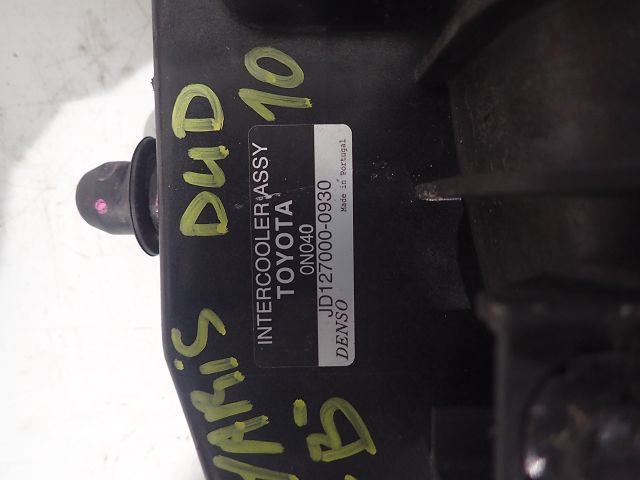 YARiS DUD
10
INTERCOOLER ASSY
TOYOTA
0N040
JD127000-0930
DENSO
Made in Portugal